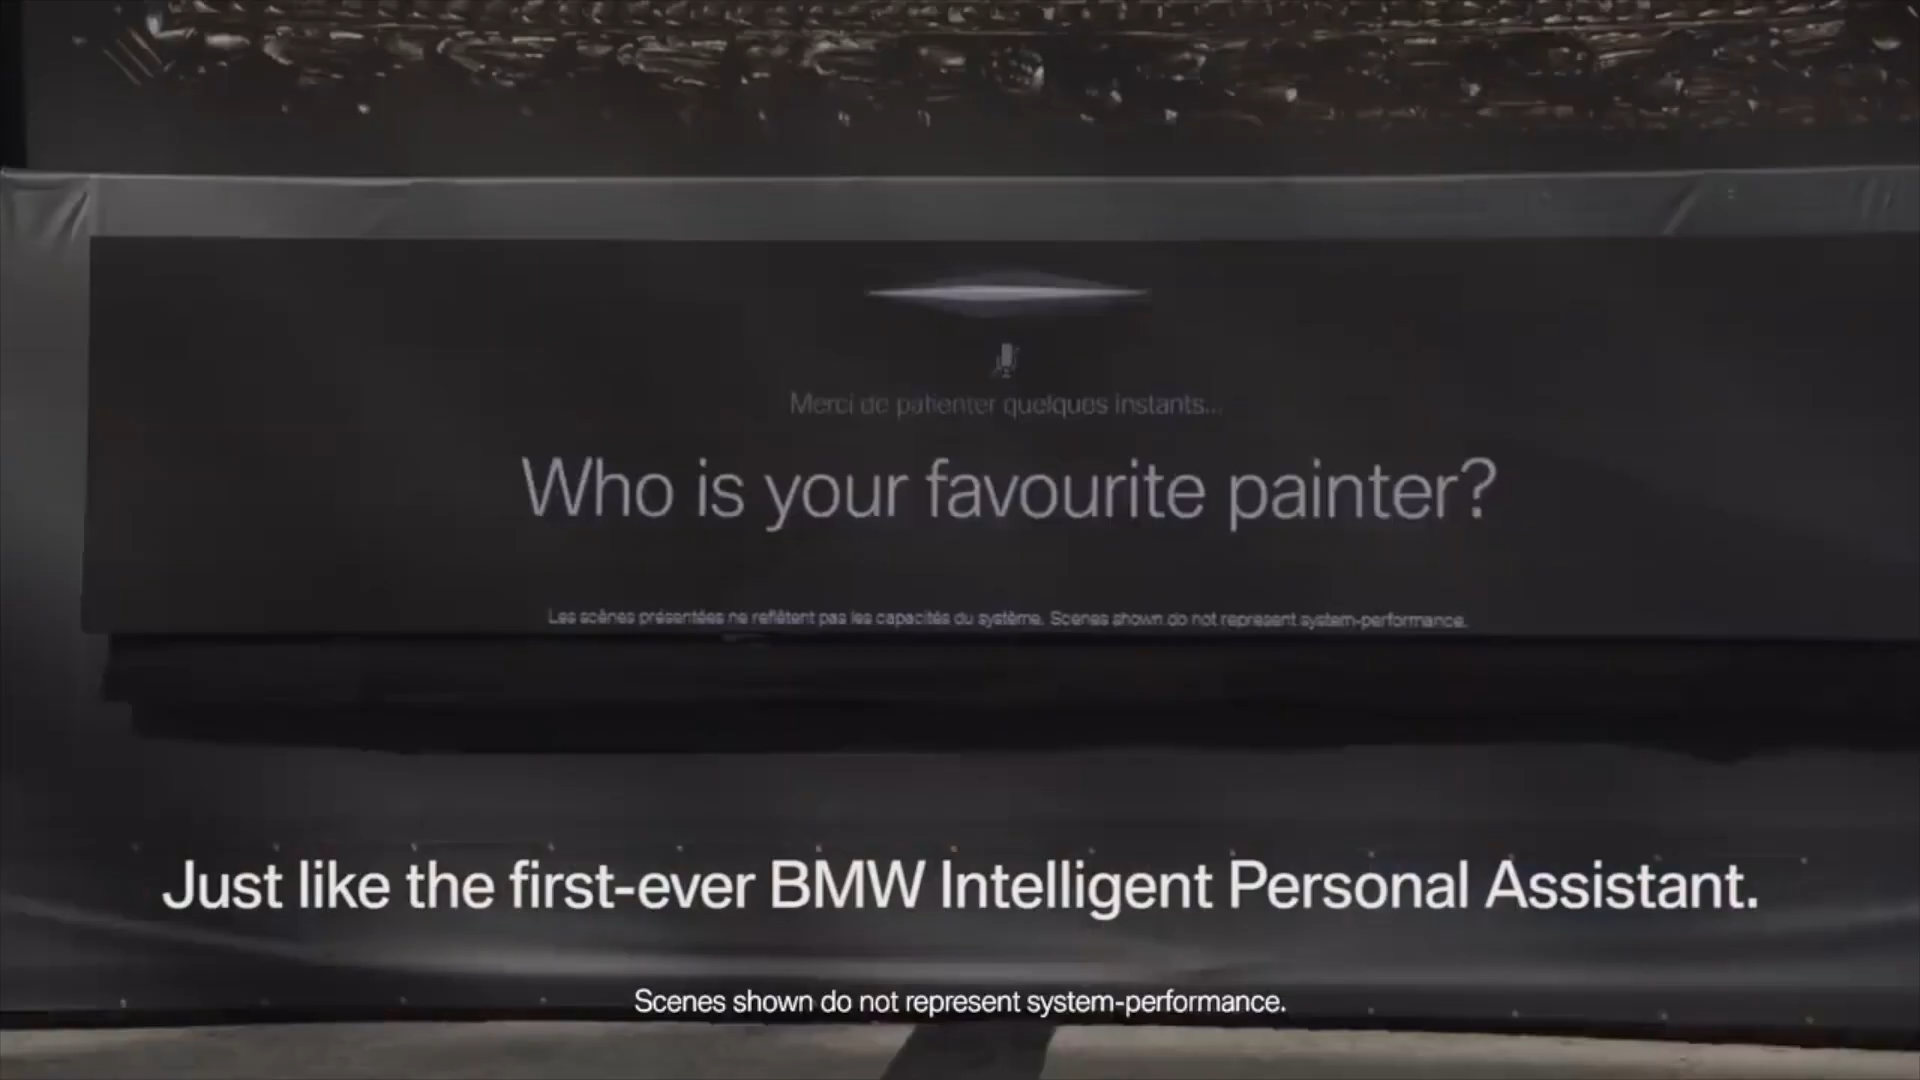 Merci de patienter quelques instants...
Who is your favourite painter?
Les scènes présentées ne reflètent pas les capacités du système. Scenes shown do not represent system-performance.
Just like the first-ever BMW Intelligent Personal Assistant.
Scenes shown do not represent system-performance.